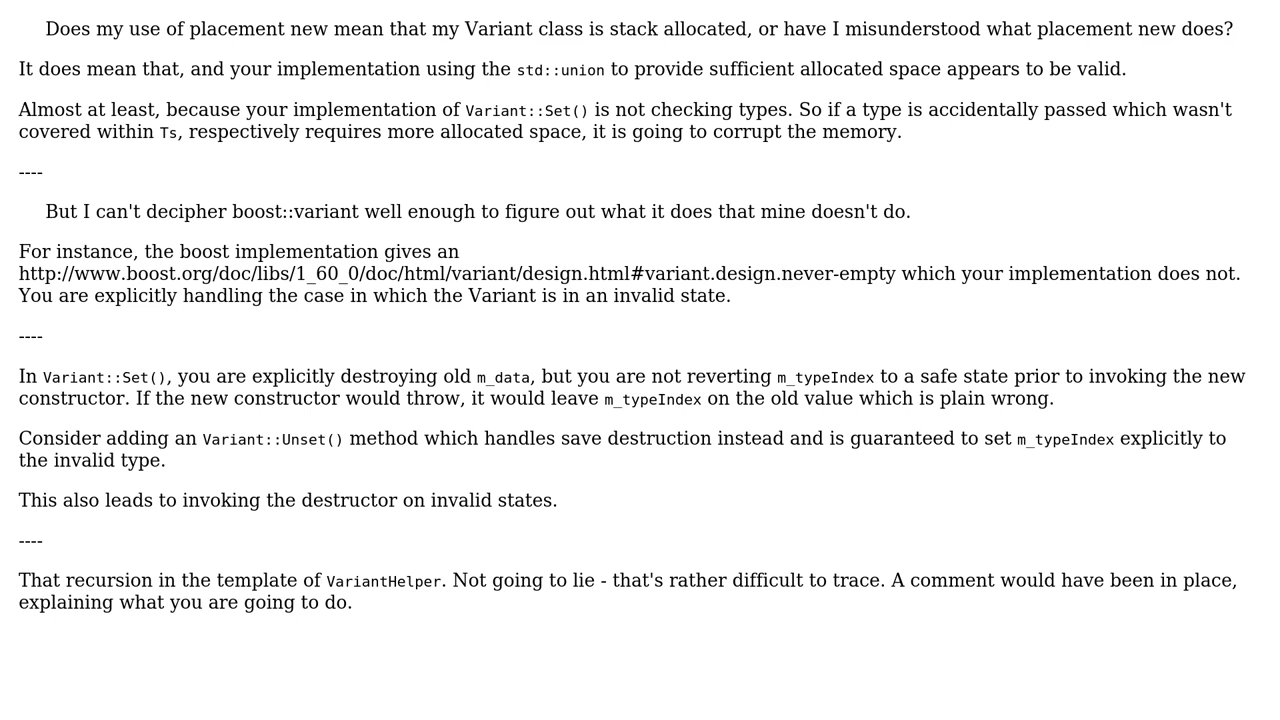 Does my use of placement new mean that my Variant class is stack allocated, or have I misunderstood what placement new does?
It does mean that, and your implementation using the std::union to provide sufficient allocated space appears to be valid.
Almost at least, because your implementation of Variant::Set() is not checking types. So if a type is accidentally passed which wasn't
covered within Ts, respectively requires more allocated space, it is going to corrupt the memory.
----
But I can't decipher boost::variant well enough to figure out what it does that mine doesn't do.
For instance, the boost implementation gives an
http://www.boost.org/doc/libs/1_60_0/doc/html/variant/design.html#variant.design.never-empty which your implementation does not.
You are explicitly handling the case in which the Variant is in an invalid state.
----
In Variant::Set(), you are explicitly destroying old m_data, but you are not reverting m_typeIndex to a safe state prior to invoking the new
constructor. If the new constructor would throw, it would leave m_typeIndex on the old value which is plain wrong.
Consider adding an Variant::Unset() method which handles save destruction instead and is guaranteed to set m_typeIndex explicitly to
the invalid type.
This also leads to invoking the destructor on invalid states.
----
That recursion in the template of VariantHelper. Not going to lie - that's rather difficult to trace. A comment would have been in place,
explaining what you are going to do.